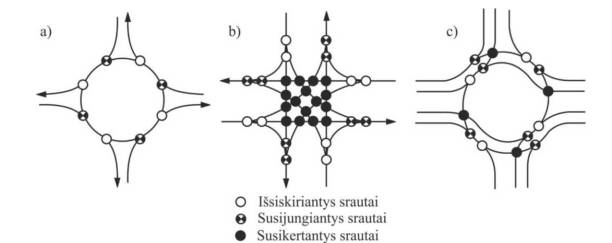 a)
b)
c)
Išsiskiriantys srautai
Susijungiantys srautai
Susikertantys srautai